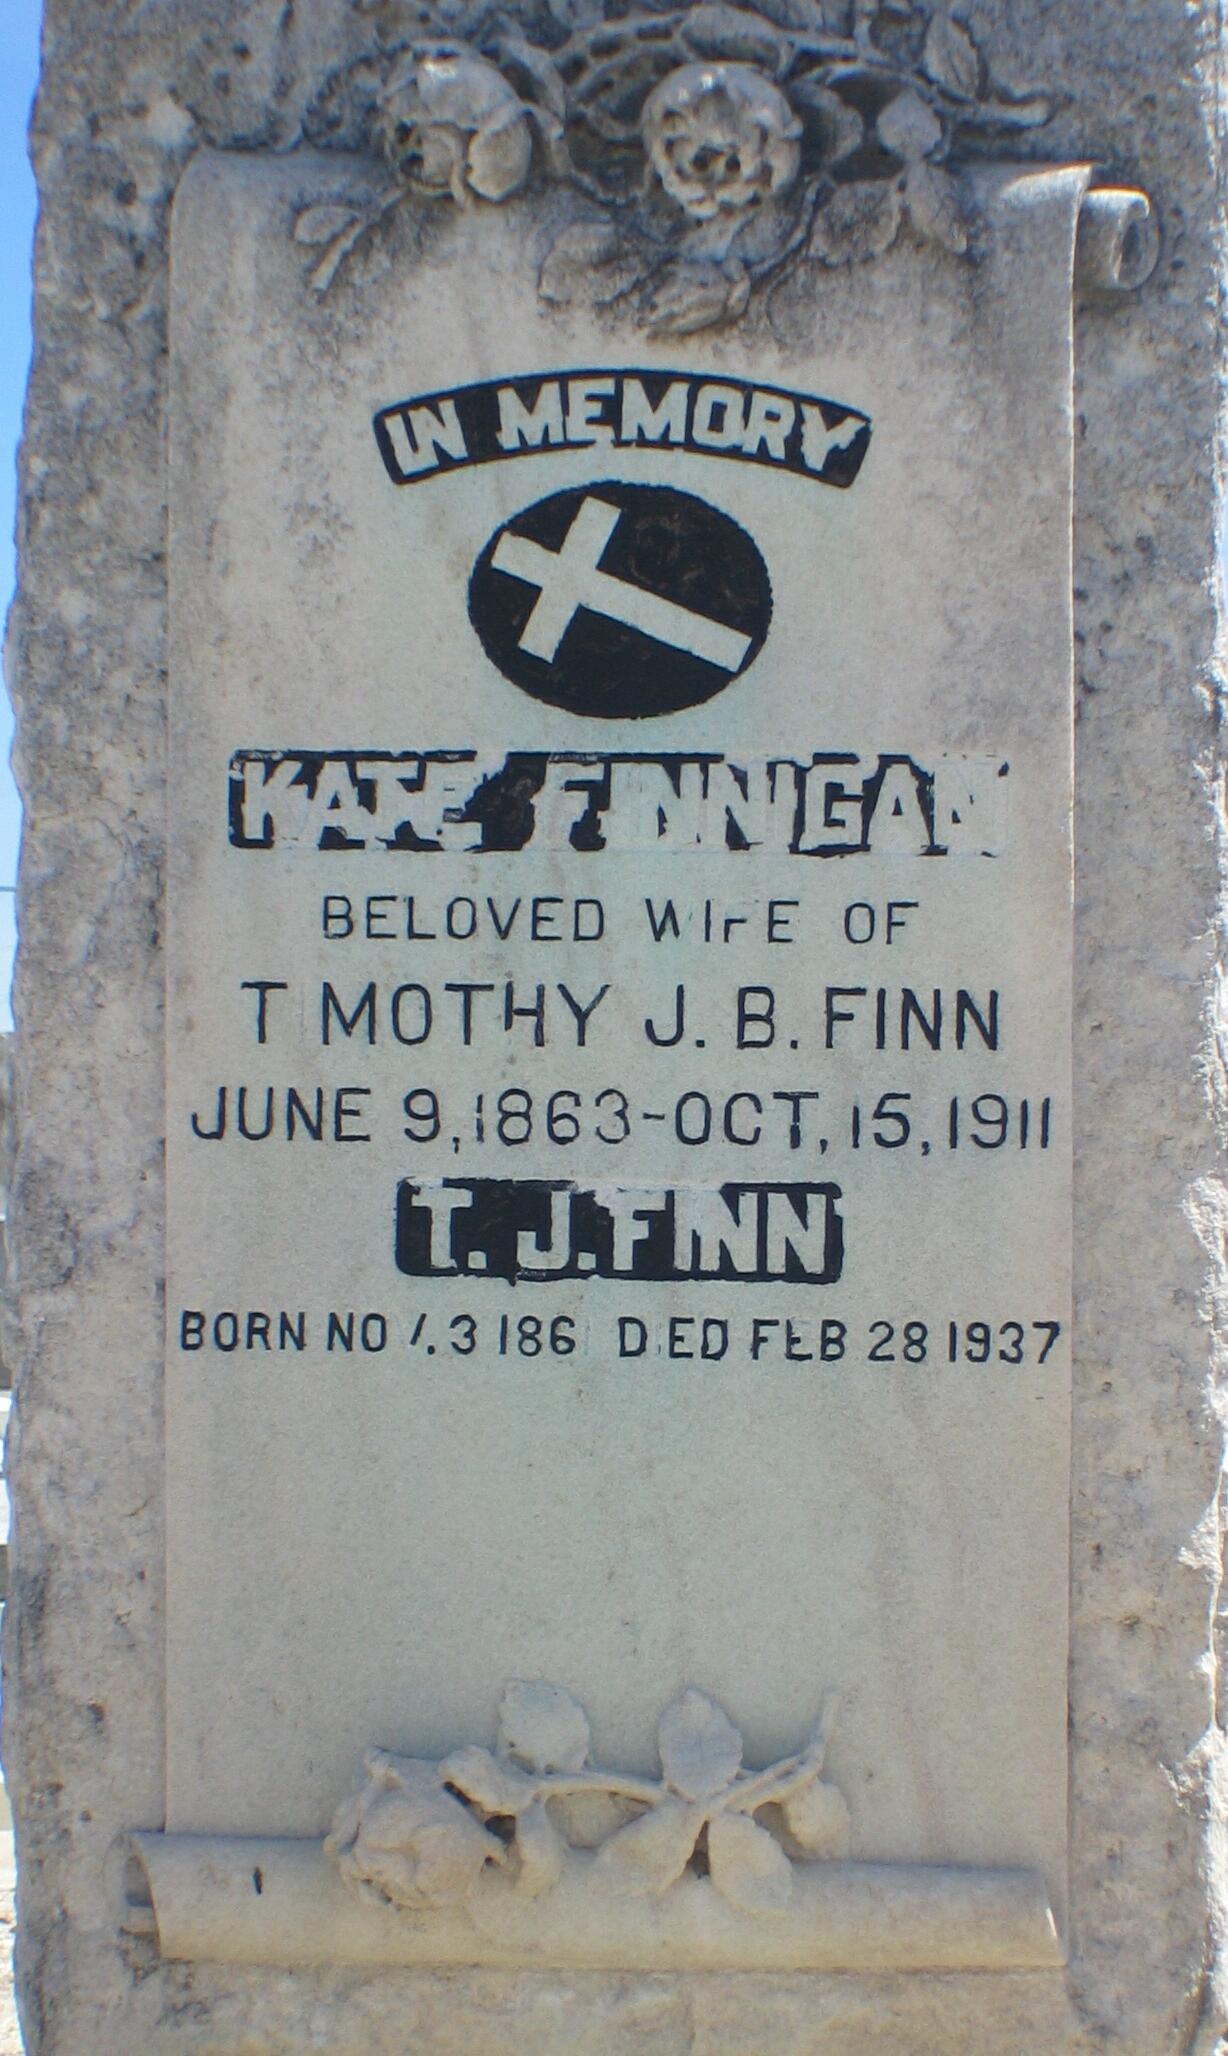 IN MEMORY
KATE FINNIGAN
BELOVED WIFE OF
TIMOTHY J. B. FINN
JUNE 9, 1863-OCT, 15, 1911
T. J. FINN
BORN NOV. 3 186 DIED FEB 28 1937